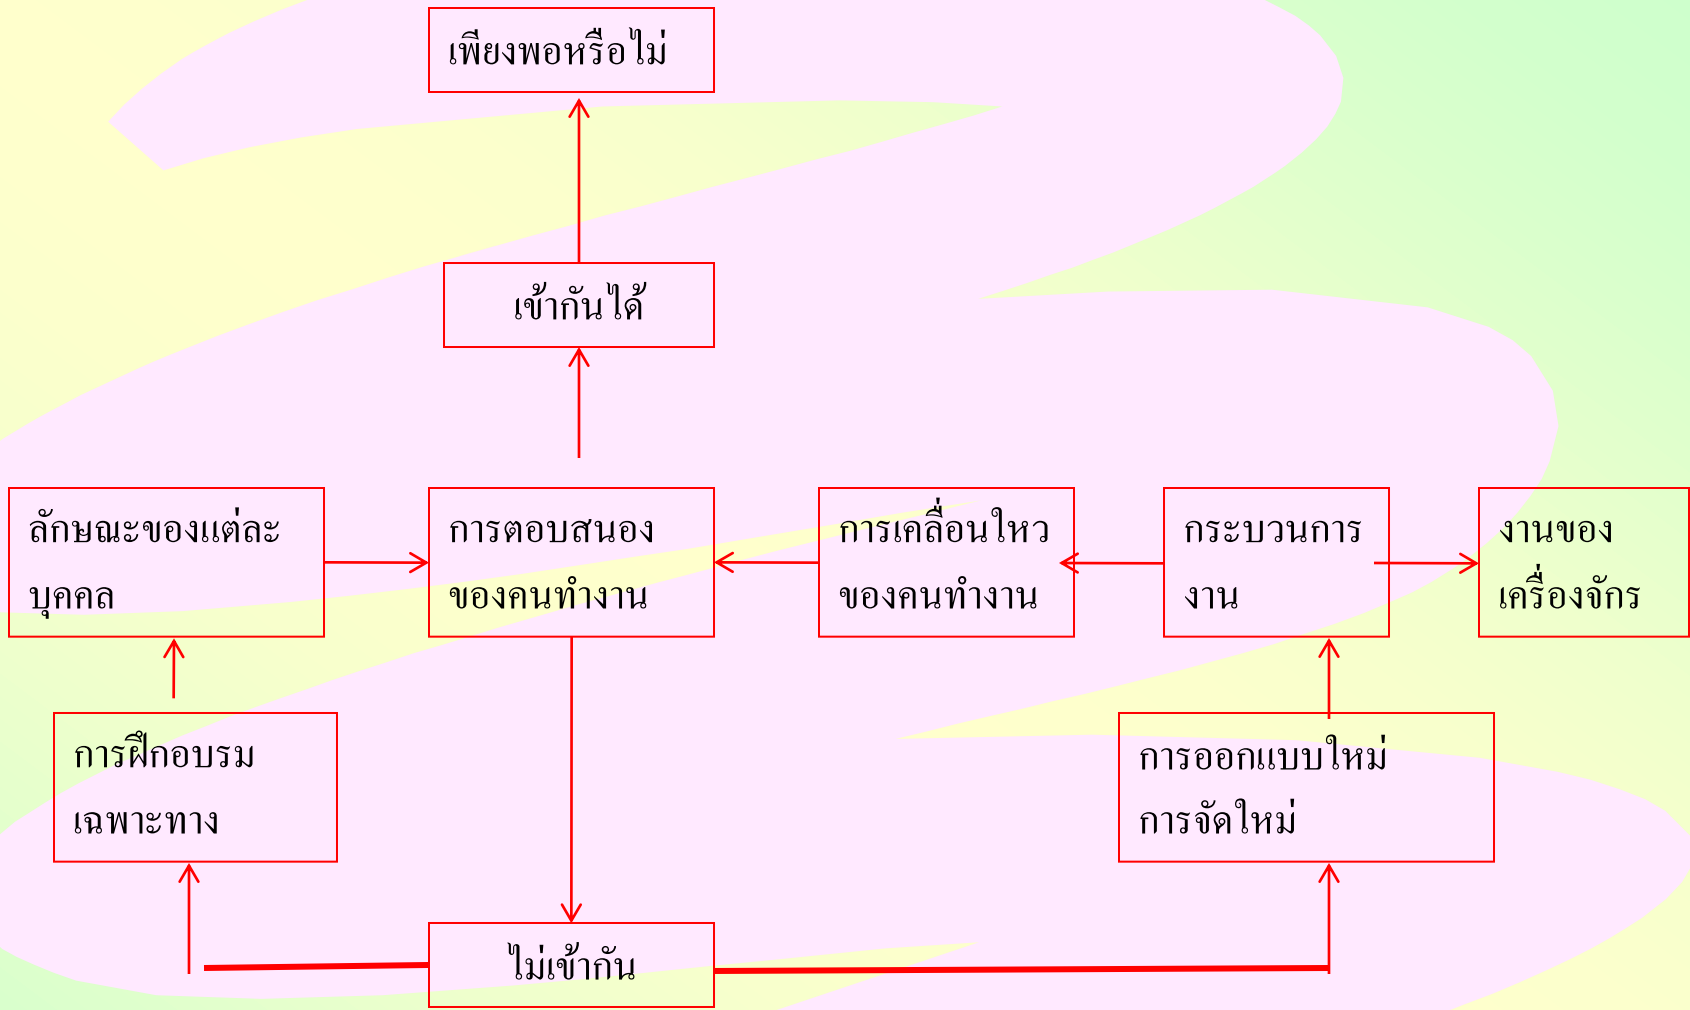 เพียงพอหรือไม่
เข้ากันได้
ลักษณะของแต่ละ
บุคคล
การตอบสนอง
ของคนทำงาน
การเคลื่อนใหว
ของคนทำงาน
กระบวนการ
งาน
งานของ
เครื่องจักร
การฝึกอบรม
เฉพาะทาง
การออกแบบใหม่
การจัดใหม่
ไม่เข้ากัน